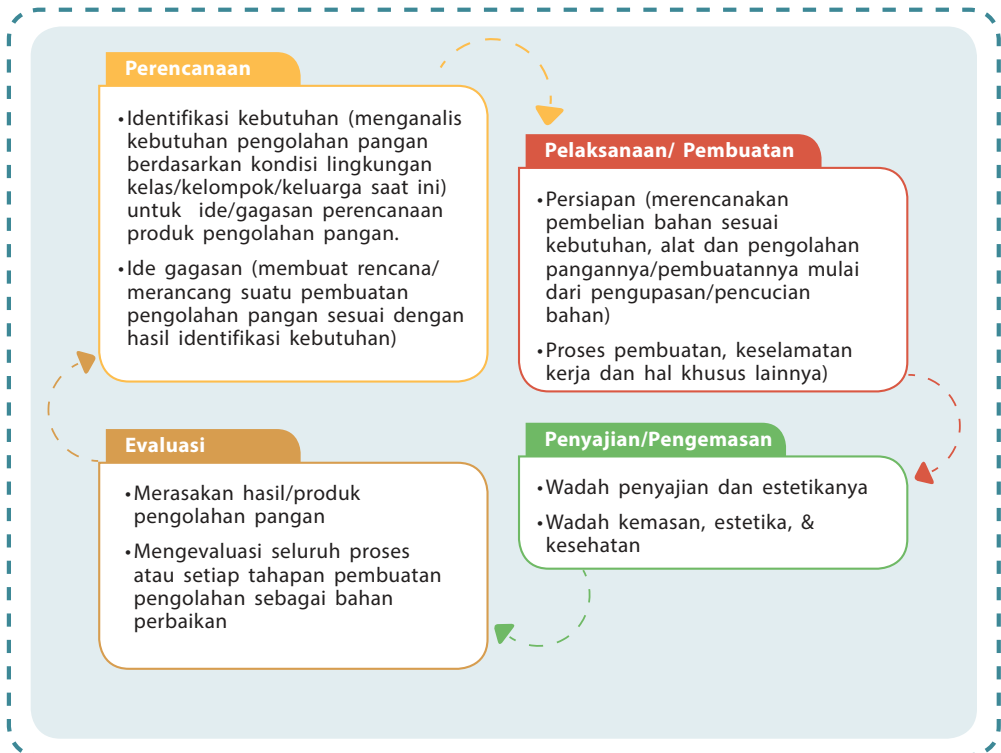 Perencanaan
•Identifikasi kebutuhan (menganalis
kebutuhan pengolahan pangan
berdasarkan kondisi lingkungan
kelas/kelompok/keluarga saat ini)
untuk ide/gagasan perencanaan
produk pengolahan pangan.
•Ide gagasan (membuat rencana/
merancang suatu pembuatan
pengolahan pangan sesuai dengan
hasil identifikasi kebutuhan)
Pelaksanaan/ Pembuatan
•Persiapan (merencanakan
pembelian bahan sesuai
kebutuhan, alat dan pengolahan
pangannya/pembuatannya mulai
dari pengupasan/pencucian
bahan)
•Proses pembuatan, keselamatan
kerja dan hal khusus lainnya)
Penyajian/Pengemasan
•Wadah penyajian dan estetikanya
•Wadah kemasan, estetika, &
kesehatan
Evaluasi
•Merasakan hasil/produk
pengolahan pangan
•Mengevaluasi seluruh proses
atau setiap tahapan pembuatan
pengolahan sebagai bahan
perbaikan